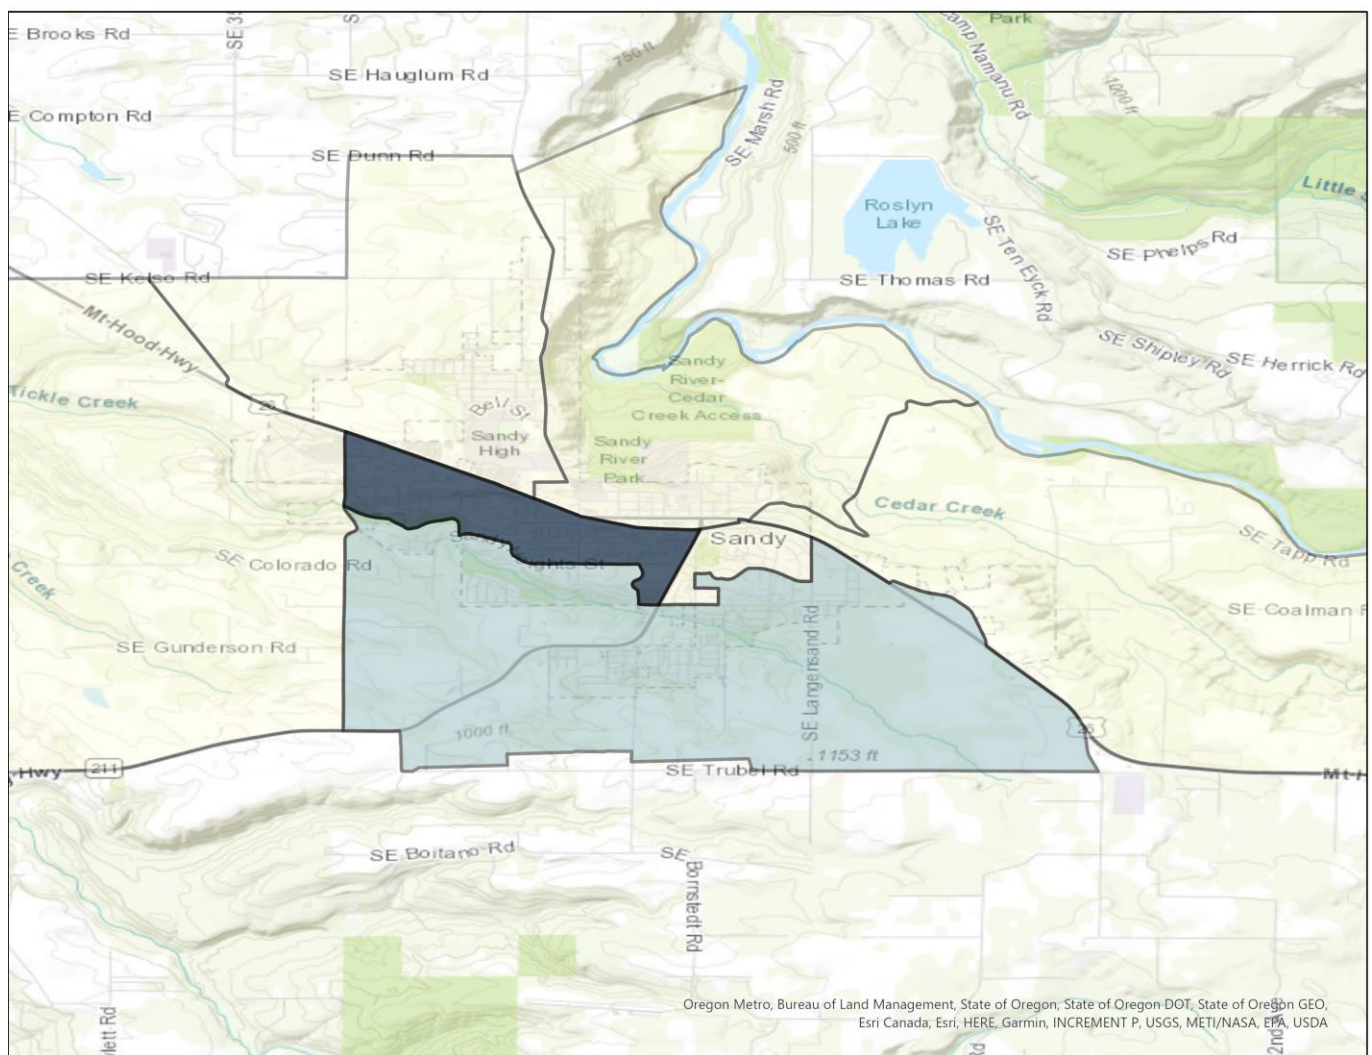 Park
E Brooks Rd
SE Hauglum Rd
750 ft
SE Marsh Rd
Camp Namanu Rd
1000 ft
E Compton Rd
SE Dunn Rd
500 ft
Little
Roslyn
Lake
SE Ten Eyck Rd
SE Phelps Rd
SE Kelso Rd
SE Thomas Rd
Mt-Hood-Hwy
SE Shipley Rd
SE Herrick Rd
Tickle Creek
26
Bell St
Sandy
High
Sandy
River-
Cedar
Creek Access
Sandy
River
Park
Cedar Creek
Sandy
SE Tapp Rd
SE Colorado Rd
Creek
SE Coalman
SE Gunderson Rd
SE Langensand Rd
26
1000 ft
1153 ft
Hwy
211
SE Trubel Rd
SE Boitano Rd
SE Bornstedt Rd
Oregon Metro, Bureau of Land Management, State of Oregon, State of Oregon DOT, State of Oregon GEO,
Esri Canada, Esri, HERE, Garmin, INCREMENT P, USGS, METI/NASA, EPA, USDA